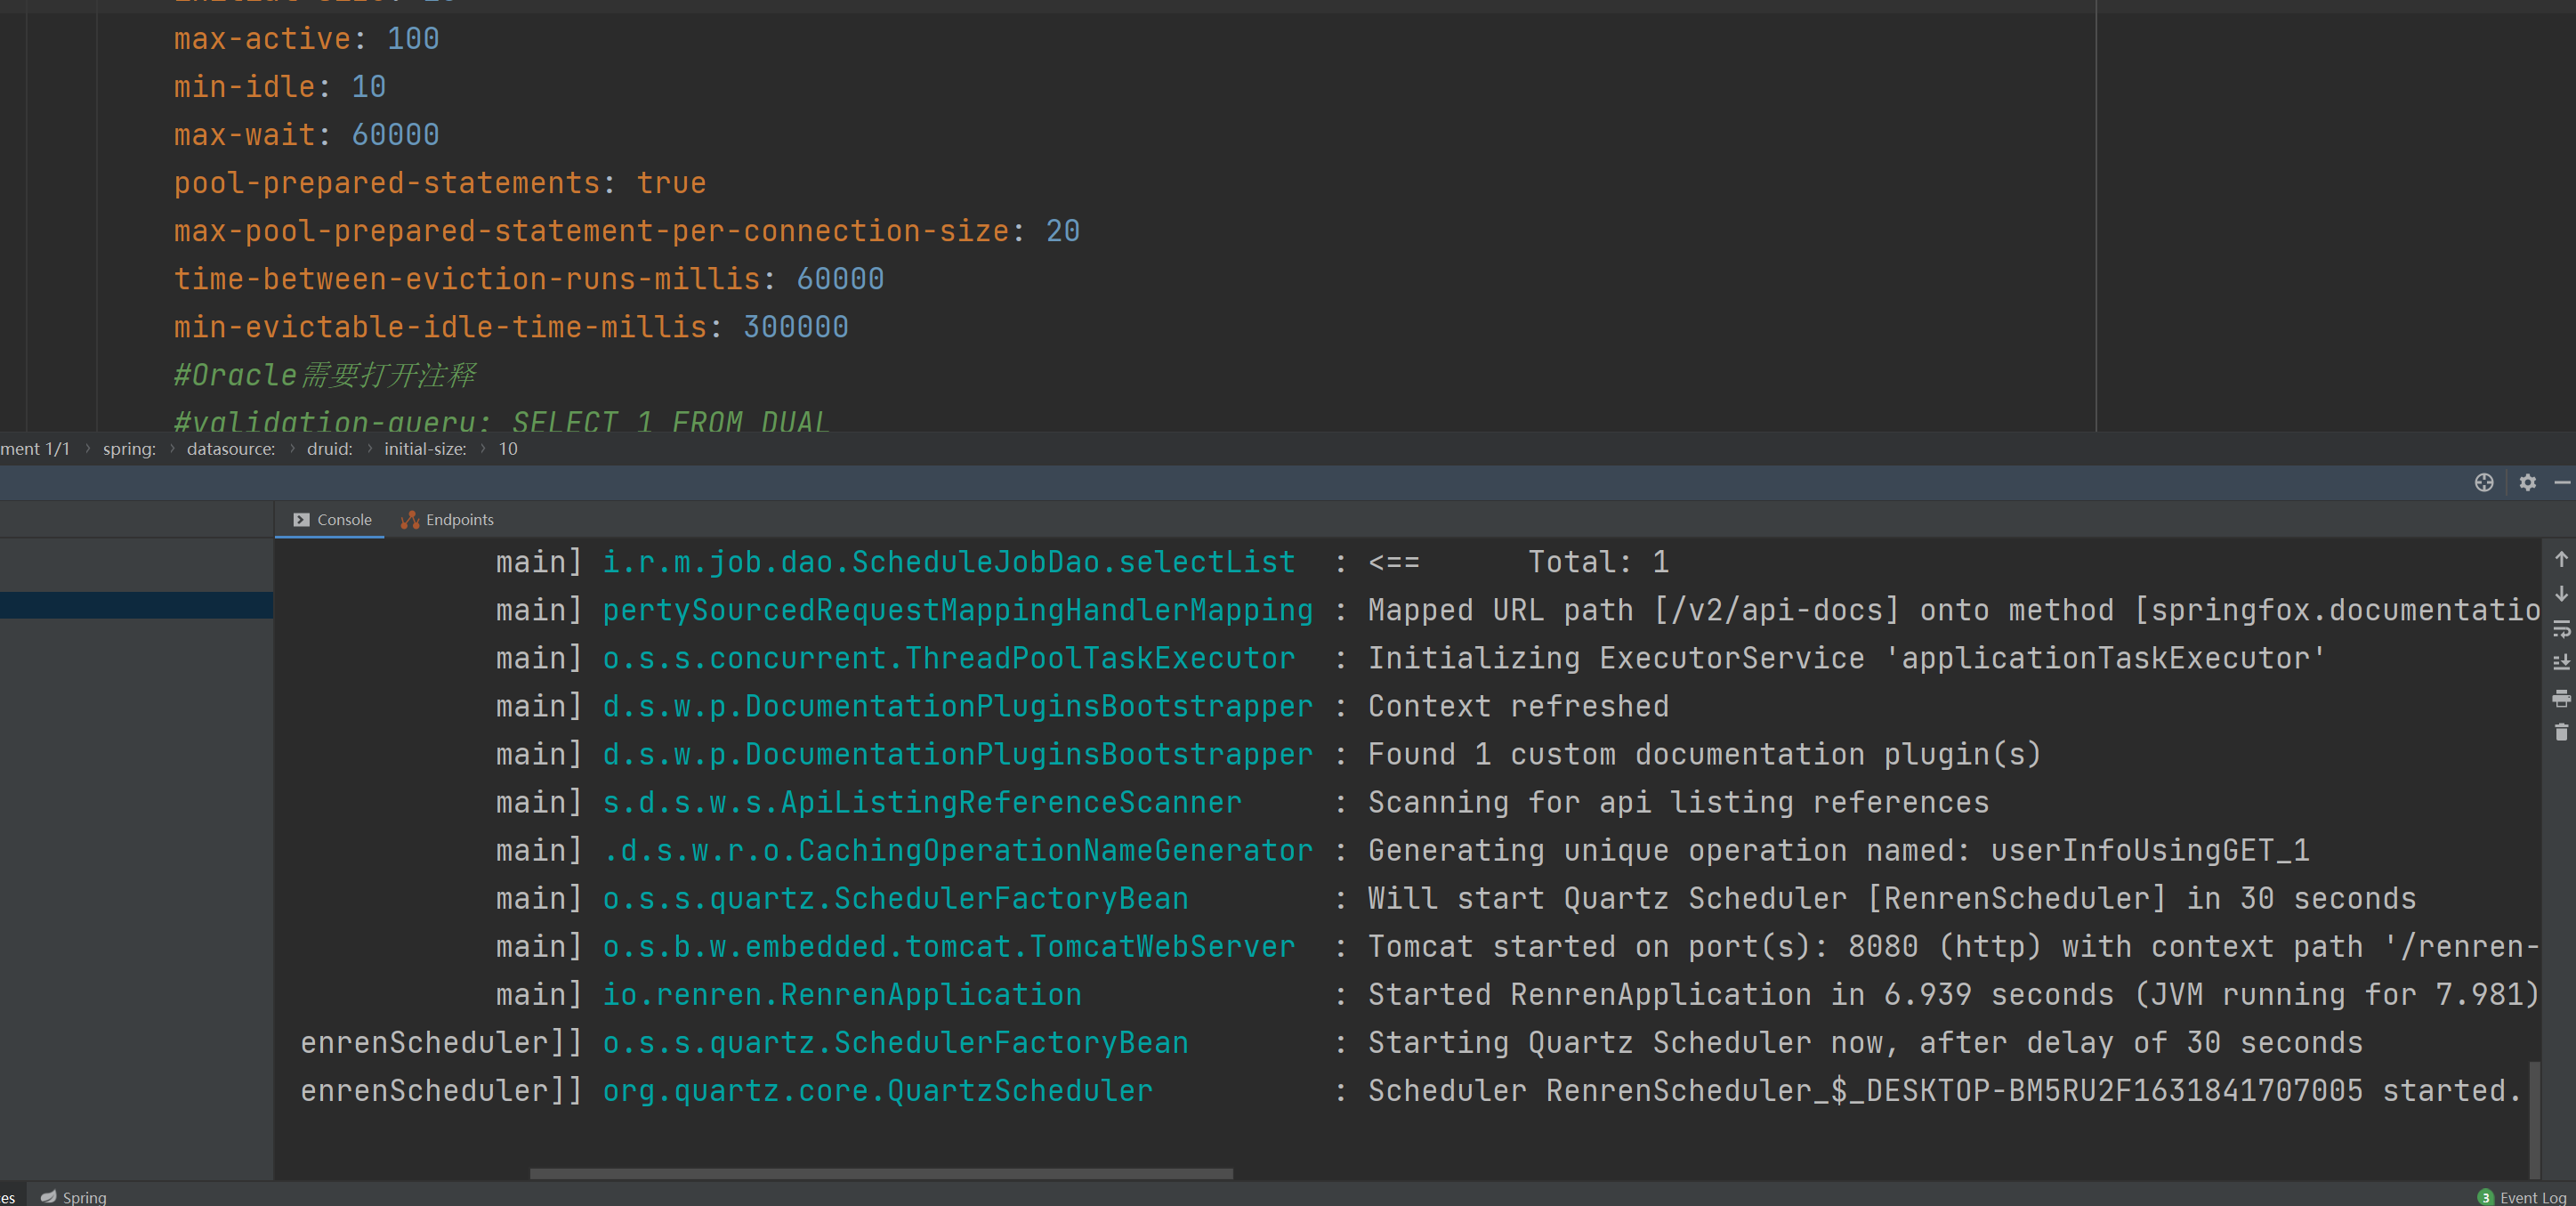 max-active: 100
min-idle: 10
max-wait: 60000
pool-prepared-statements: true
max-pool-prepared-statement-per-connection-size: 20
time-between-eviction-runs-millis: 60000
min-evictable-idle-time-millis: 300000
#Oracle需要打开注释
#validation-query: SELECT 1 FROM DUAL
ment 1/1 › spring: › datasource: › druid: › initial-size: › 10
Console Endpoints
main] i.r.m.job.dao.ScheduleJobDao.selectList : <== Total: 1
main] pertySourcedRequestMappingHandlerMapping : Mapped URL path [/v2/api-docs] onto method [springfox.documentatio
main] o.s.s.concurrent.ThreadPoolTaskExecutor : Initializing ExecutorService 'applicationTaskExecutor'
main] d.s.w.p.DocumentationPluginsBootstrapper : Context refreshed
main] d.s.w.p.DocumentationPluginsBootstrapper : Found 1 custom documentation plugin(s)
main] s.d.s.w.s.ApiListingReferenceScanner : Scanning for api listing references
main] .d.s.w.r.o.CachingOperationNameGenerator : Generating unique operation named: userInfoUsingGET_1
main] o.s.s.quartz.SchedulerFactoryBean : Will start Quartz Scheduler [RenrenScheduler] in 30 seconds
main] o.s.b.w.embedded.tomcat.TomcatWebServer : Tomcat started on port(s): 8080 (http) with context path '/renren-
main] io.renren.RenrenApplication : Started RenrenApplication in 6.939 seconds (JVM running for 7.981)
enrenScheduler]] o.s.s.quartz.SchedulerFactoryBean : Starting Quartz Scheduler now, after delay of 30 seconds
enrenScheduler]] org.quartz.core.QuartzScheduler : Scheduler RenrenScheduler_$_DESKTOP-BM5RU2F1631841707005 started.
es Spring 3 Event Log